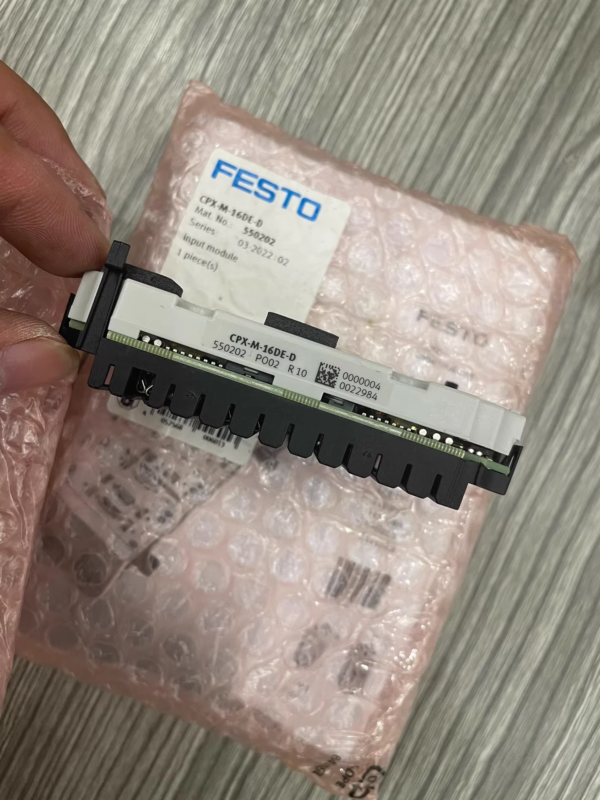 FESTO
CPX-M-16DE-D
Mat. No.: 550202
Series: 03.2022:02
Input module
1 piece(s)
FESTO
CPX-M-16DE-D
550202 P002 R10
0000004
0022984